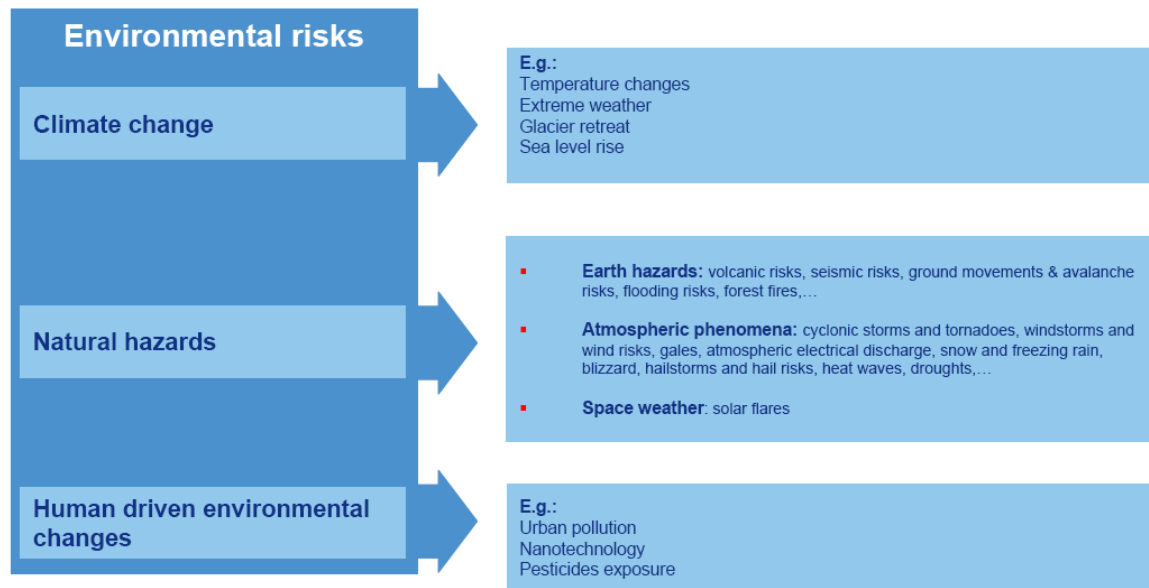 Environmental risks
Climate change
E.g.:
Temperature changes
Extreme weather
Glacier retreat
Sea level rise
Natural hazards
▪ Earth hazards: volcanic risks, seismic risks, ground movements & avalanche
risks, flooding risks, forest fires,…
▪ Atmospheric phenomena: cyclonic storms and tornadoes, windstorms and
wind risks, gales, atmospheric electrical discharge, snow and freezing rain,
blizzard, hailstorms and hail risks, heat waves, droughts,…
▪ Space weather: solar flares
Human driven environmental
changes
E.g.:
Urban pollution
Nanotechnology
Pesticides exposure